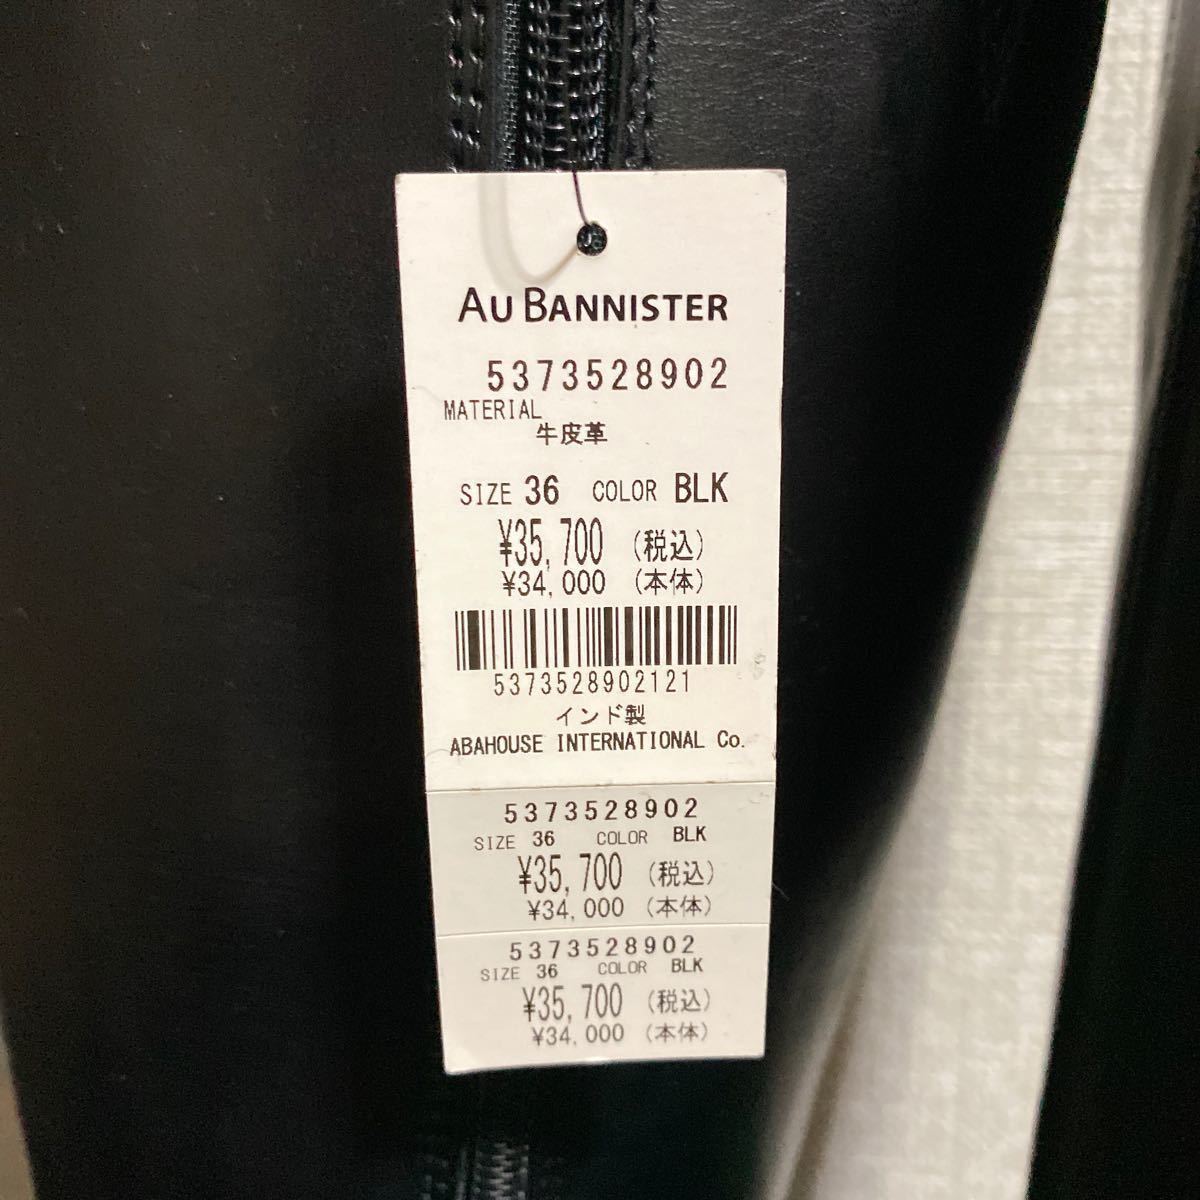 AU BANNISTER
5373528902
MATERIAL
牛皮革
SIZE 36 COLOR BLK
¥35,700 (税込)
¥34,000 (本体)
5373528902121
インド製
ABAHOUSE INTERNATIONAL Co.
5373528902
SIZE 36 COLOR BLK
¥35,700 (税込)
¥34,000 (本体)
5373528902
SIZE 36 COLOR BLK
¥35,700 (税込)
¥34,000 (本体)